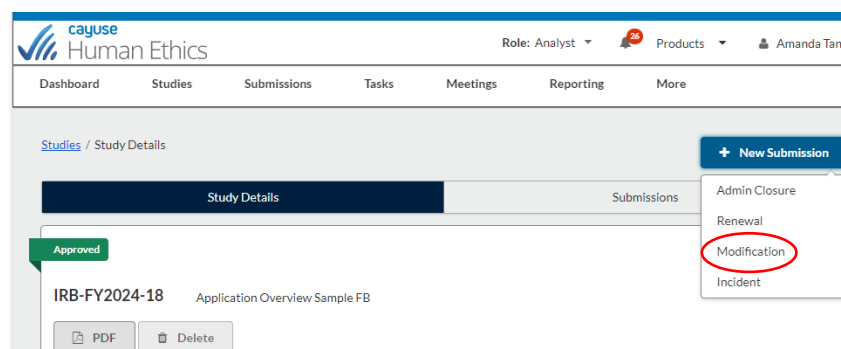 cayuse
Human Ethics
Role: Analyst
26
Products
Amanda Tan
Dashboard Studies Submissions Tasks Meetings Reporting More
Studies / Study Details
+ New Submission
Study Details
Submissions
Admin Closure
Renewal
Modification
Incident
Approved
IRB-FY2024-18 Application Overview Sample FB
PDF
Delete